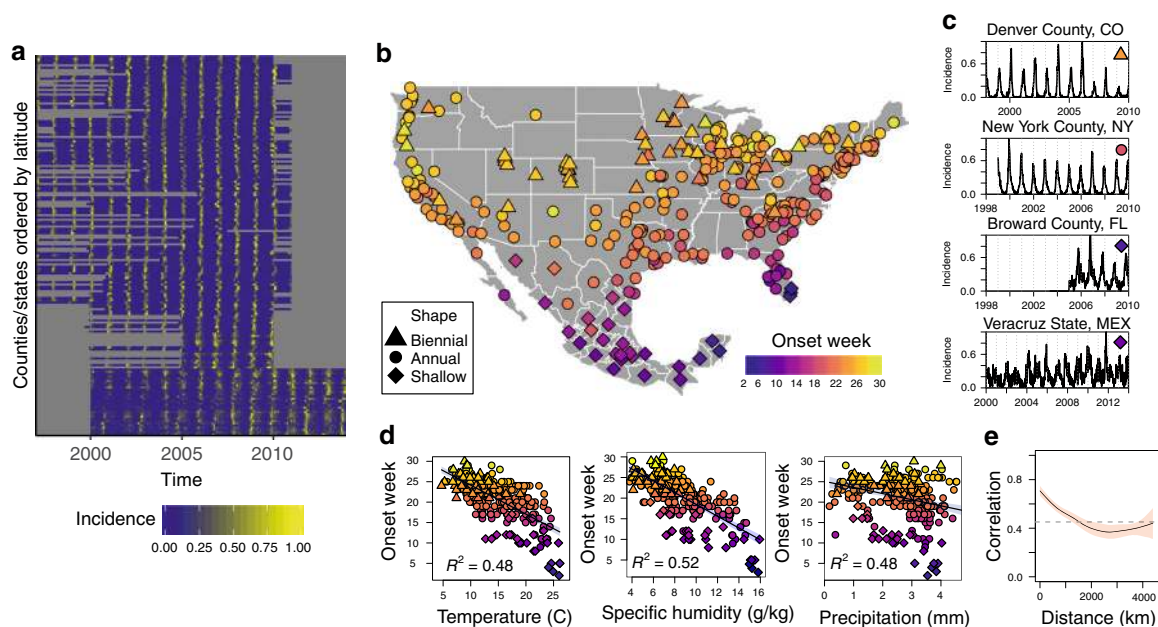 a
Counties/states ordered by latitude
2000 2005 2010
Time
Incidence
0.00 0.25 0.50 0.75 1.00
b
Shape
Biennial
Annual
Shallow
Onset week
2 6 10 14 18 22 26 30
c
Denver County, CO
Incidence
0.6
0.0
2000 2005 2010
New York County, NY
Incidence
0.6
0.0
1998 2002 2006 2010
Broward County, FL
Incidence
0.6
0.0
1998 2002 2006 2010
Veracruz State, MEX
Incidence
0.6
0.0
2000 2004 2008 2012
d
Onset week
30
25
20
15
10
5
R² = 0.48
5 10 15 20 25
Temperature (C)
Onset week
30
25
20
15
10
5
R² = 0.52
4 6 8 10 12 14 16
Specific humidity (g/kg)
Onset week
30
25
20
15
10
5
R² = 0.48
0 1 2 3 4
Precipitation (mm)
e
Correlation
0.8
0.4
0.0
0 2000 4000
Distance (km)